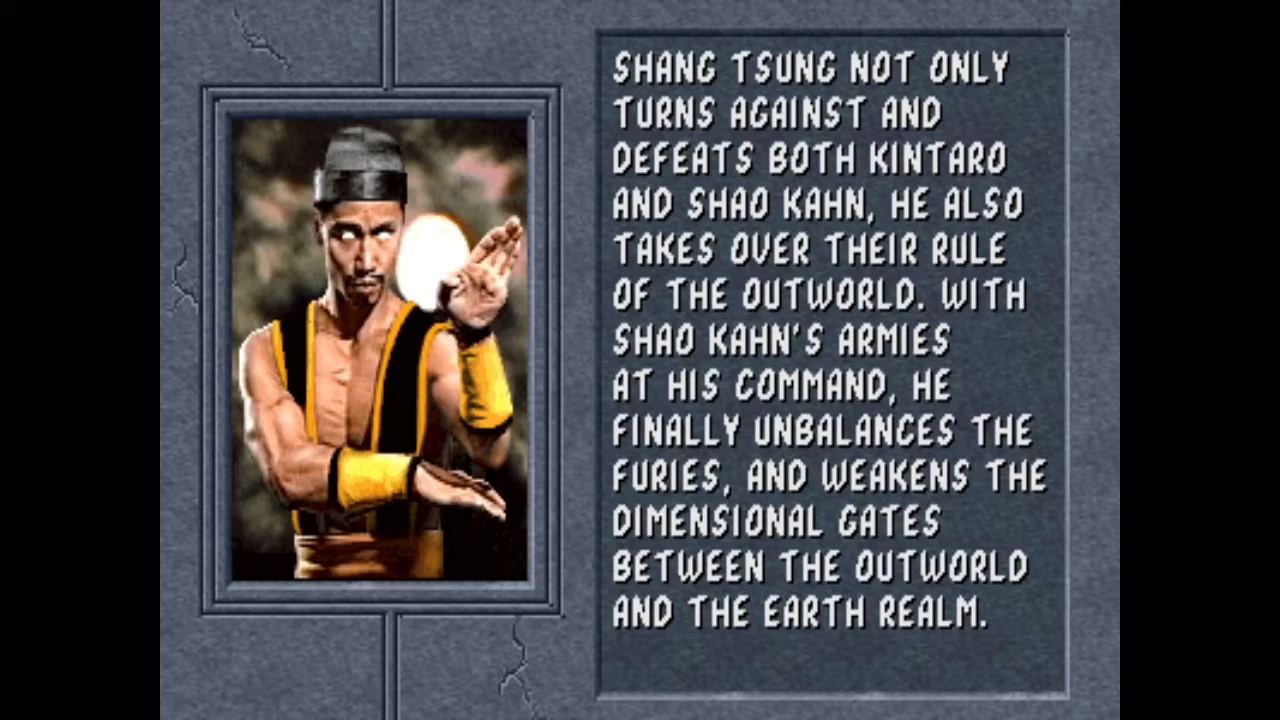 SHANG TSUNG NOT ONLY
TURNS AGAINST AND
DEFEATS BOTH KINTARO
AND SHAO KAHN, HE ALSO
TAKES OVER THEIR RULE
OF THE OUTWORLD. WITH
SHAO KAHN'S ARMIES
AT HIS COMMAND, HE
FINALLY UNBALANCES THE
FURIES, AND WEAKENS THE
DIMENSIONAL GATES
BETWEEN THE OUTWORLD
AND THE EARTH REALM.